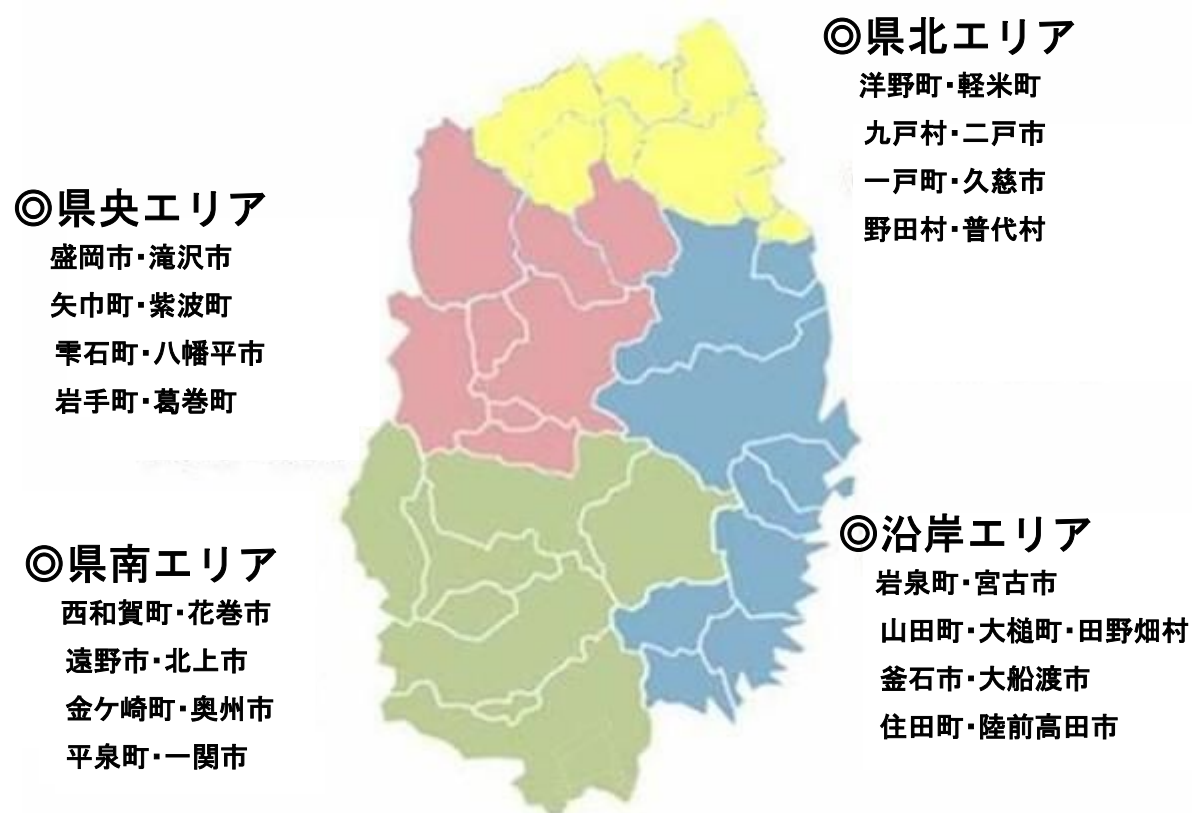 ◎県北エリア
洋野町・軽米町
九戸村・二戸市
一戸町・久慈市
野田村・普代村
◎県央エリア
盛岡市・滝沢市
矢巾町・紫波町
雫石町・八幡平市
岩手町・葛巻町
◎県南エリア
西和賀町・花巻市
遠野市・北上市
金ケ崎町・奥州市
平泉町・一関市
◎沿岸エリア
岩泉町・宮古市
山田町・大槌町・田野畑村
釜石市・大船渡市
住田町・陸前高田市